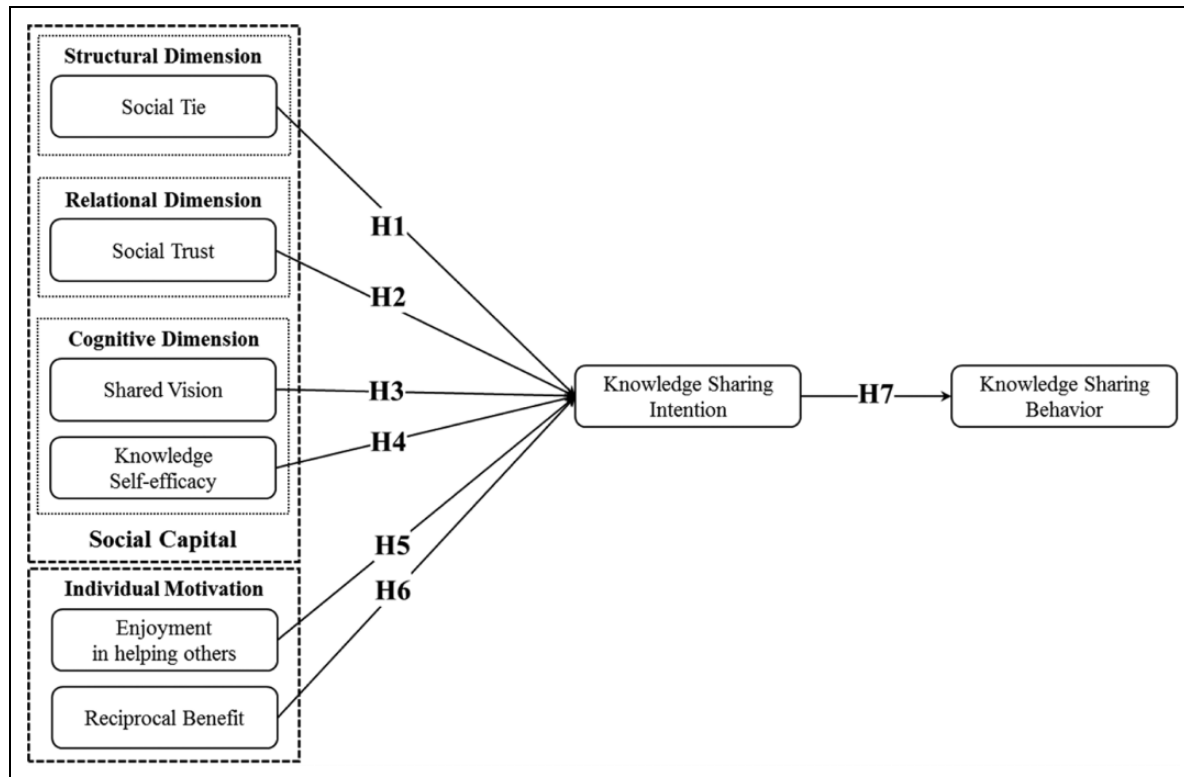 Structural Dimension
Social Tie
Relational Dimension
Social Trust
Cognitive Dimension
Shared Vision
Knowledge
Self-efficacy
Social Capital
Individual Motivation
Enjoyment
in helping others
Reciprocal Benefit
H1
H2
H3
H4
H5
H6
Knowledge Sharing
Intention
H7
Knowledge Sharing
Behavior